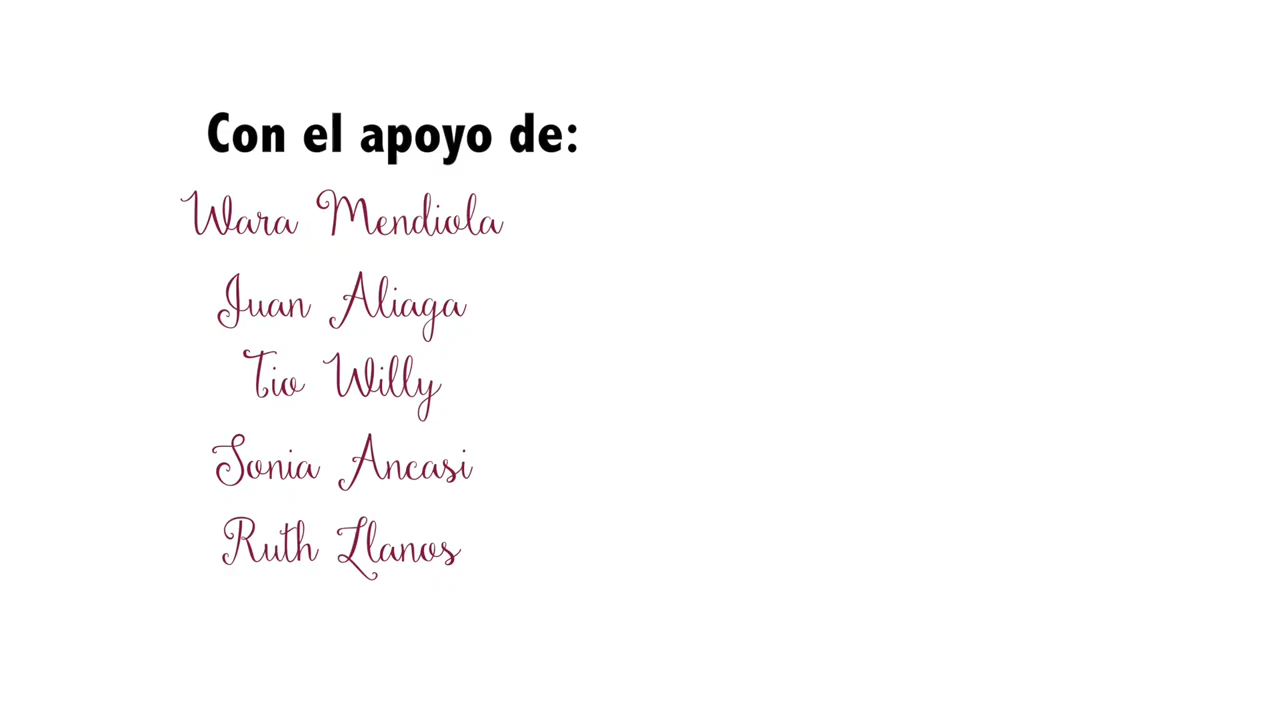 Con el apoyo de:
Wara Mendiola
Juan Aliaga
Tio Willy
Sonia Ancasi
Ruth Llanos